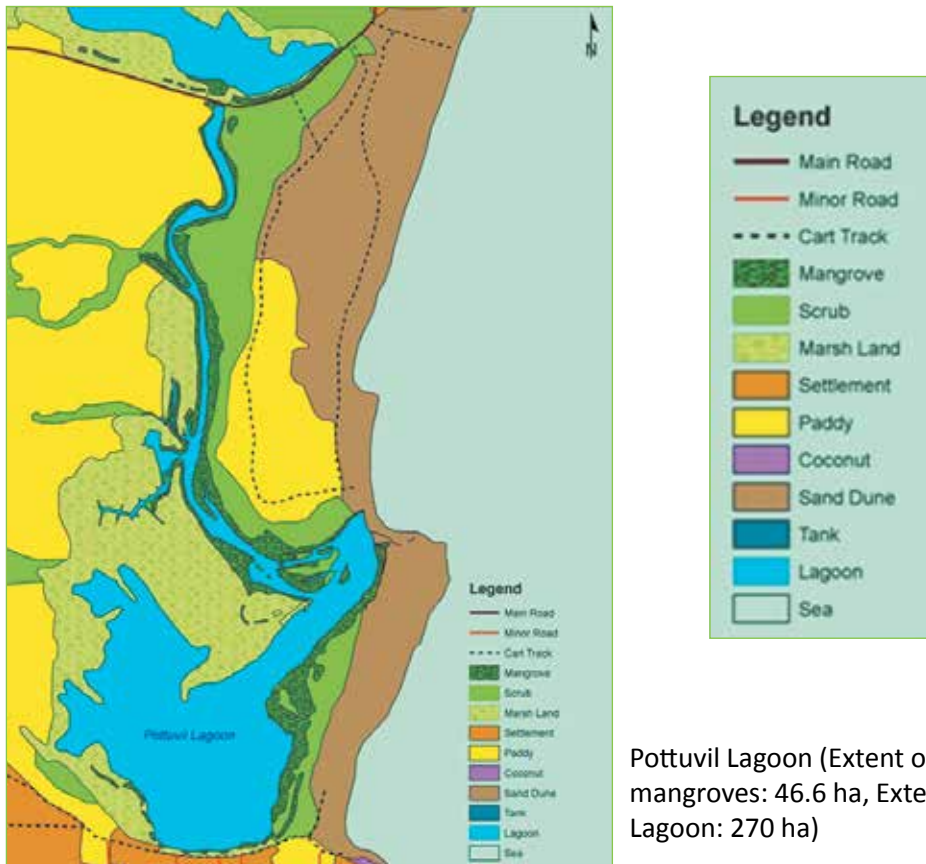 N
Pottuvil Lagoon
Legend
Main Road
Minor Road
Cart Track
Mangrove
Scrub
Marsh Land
Settlement
Paddy
Coconut
Sand Dune
Tank
Lagoon
Sea
Legend
Main Road
Minor Road
Cart Track
Mangrove
Scrub
Marsh Land
Settlement
Paddy
Coconut
Sand Dune
Tank
Lagoon
Sea
Pottuvil Lagoon (Extent o
mangroves: 46.6 ha, Exte
Lagoon: 270 ha)